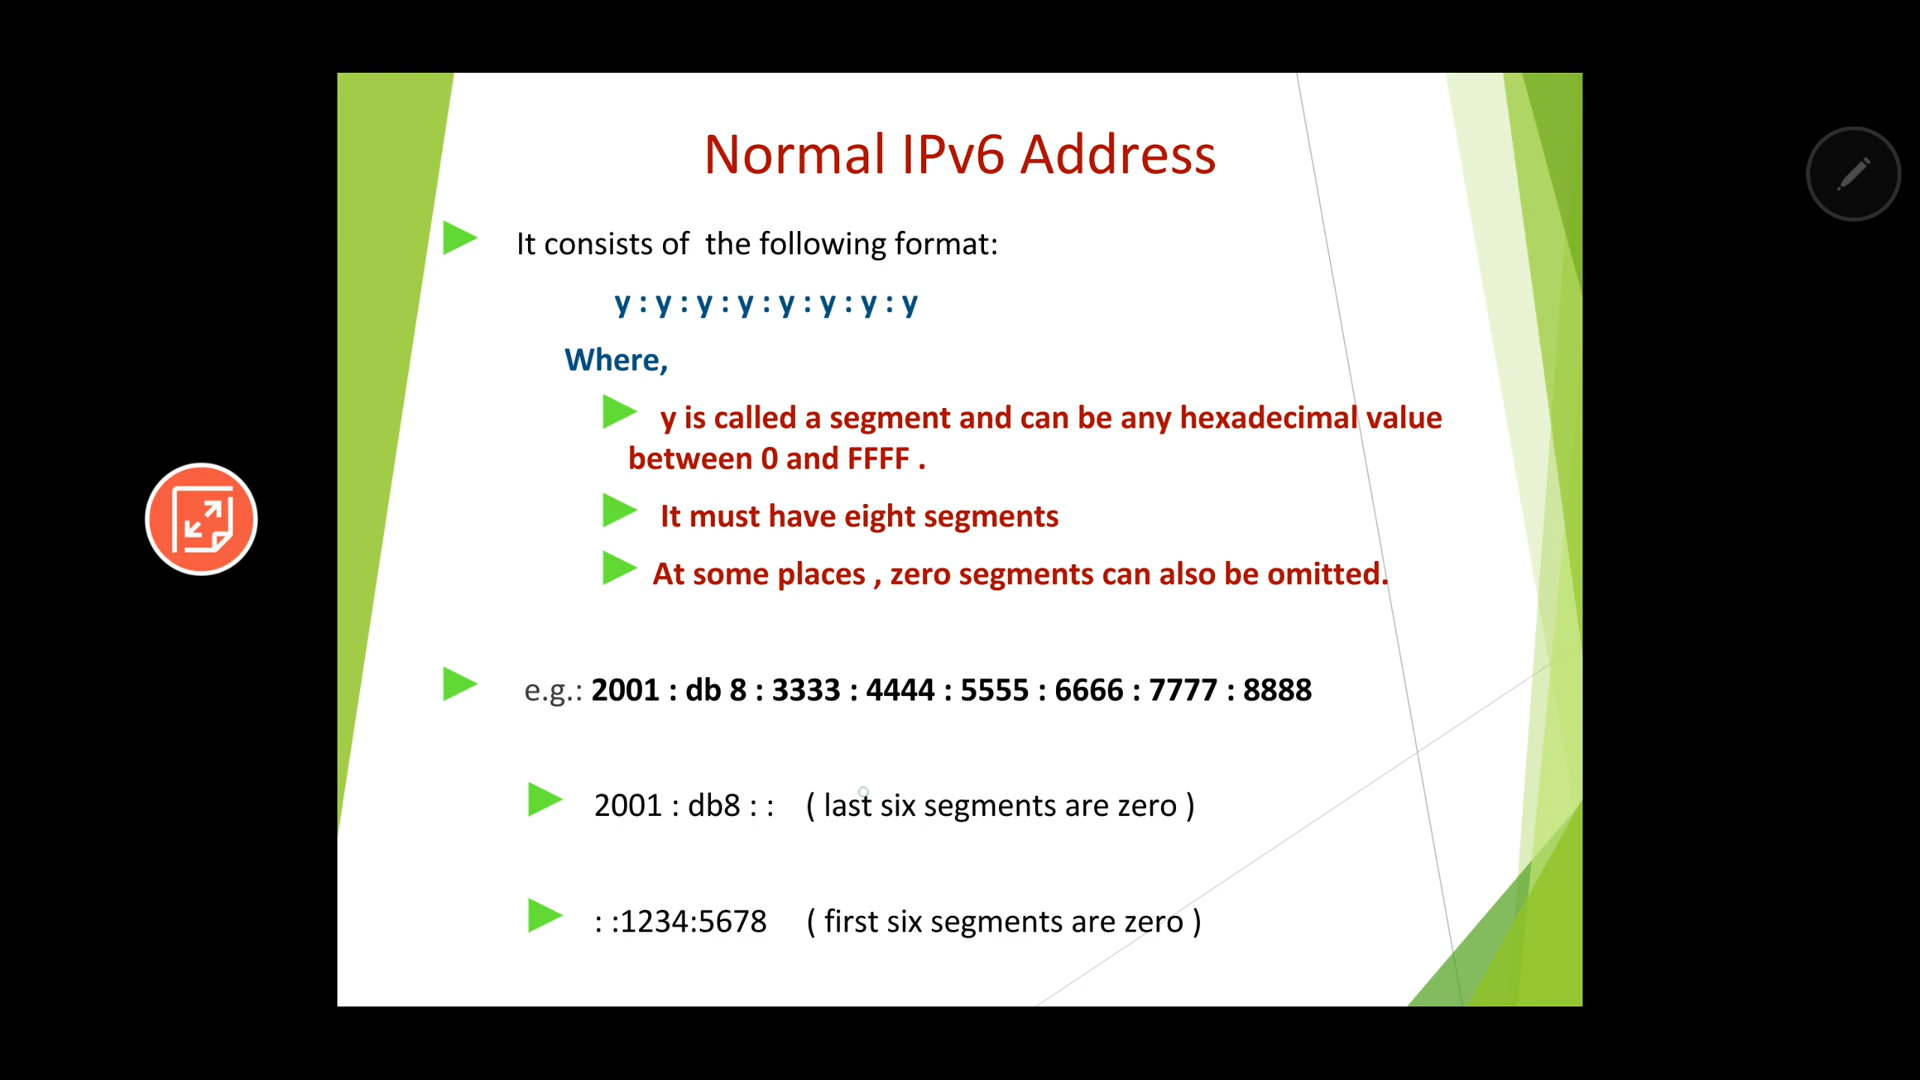 Normal IPv6 Address
It consists of the following format:
y : y : y : y : y : y : y : y
Where,
y is called a segment and can be any hexadecimal value
between 0 and FFFF .
It must have eight segments
At some places , zero segments can also be omitted.
e.g.: 2001 : db 8 : 3333 : 4444 : 5555 : 6666 : 7777 : 8888
2001 : db8 : : ( last six segments are zero )
: :1234:5678 ( first six segments are zero )